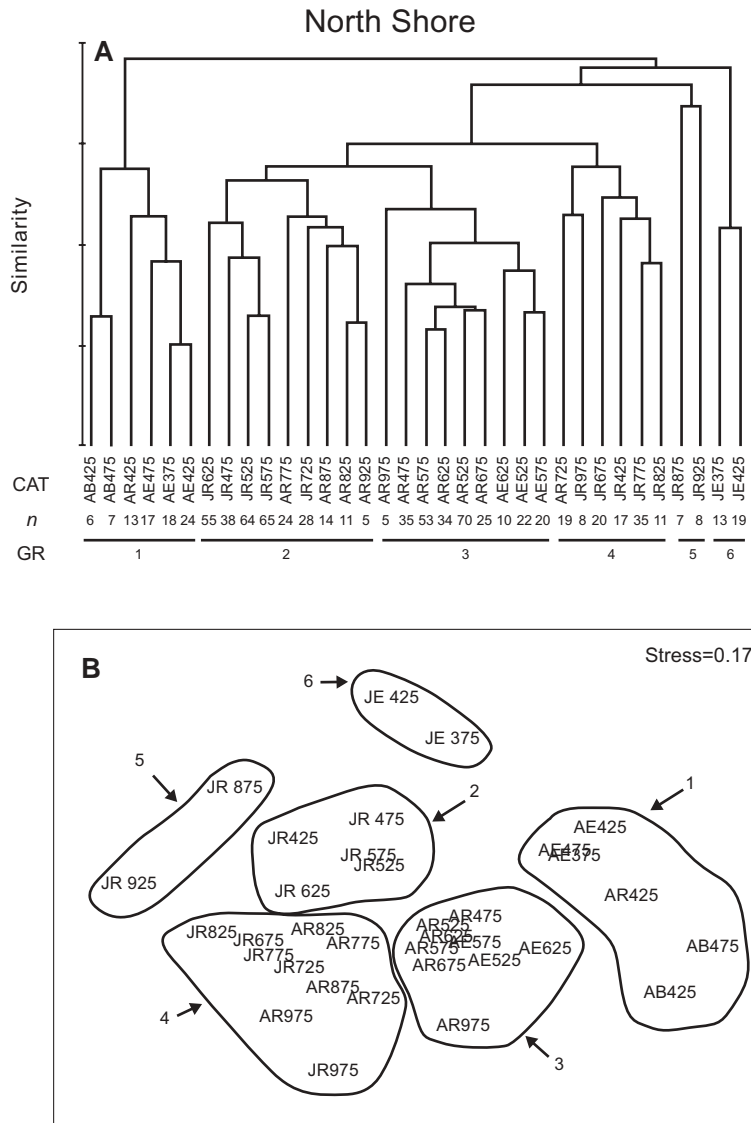 North Shore
A
Similarity
CAT AB425 AB475 AR425 AE475 AE375 AE425 JR625 JR475 JR525 JR575 AR775 JR725 AR875 AR825 AR925 AR975 AR475 AR575 AR625 AR525 AR675 AE625 AE525 AE575 AR725 JR975 JR675 JR425 JR775 JR825 JR875 JR925 JE375 JE425
n 6 7 13 17 18 24 55 38 64 65 24 28 14 11 5 5 35 53 34 70 25 10 22 20 19 8 20 17 35 11 7 8 13 19
GR 1 2 3 4 5 6
B
Stress=0.17
6
JE 425
JE 375
5
JR 875
JR 925
2
JR 475
JR425
JR 575
JR525
JR 625
1
AE425
AE475
AE375
AR425
AB475
AB425
JR825
AR825
JR675
AR775
JR775
JR725
AR875
AR725
AR975
JR975
4
AR475
AR525
AR625
AE575
AR575
AE625
AE525
AR675
AR975
3